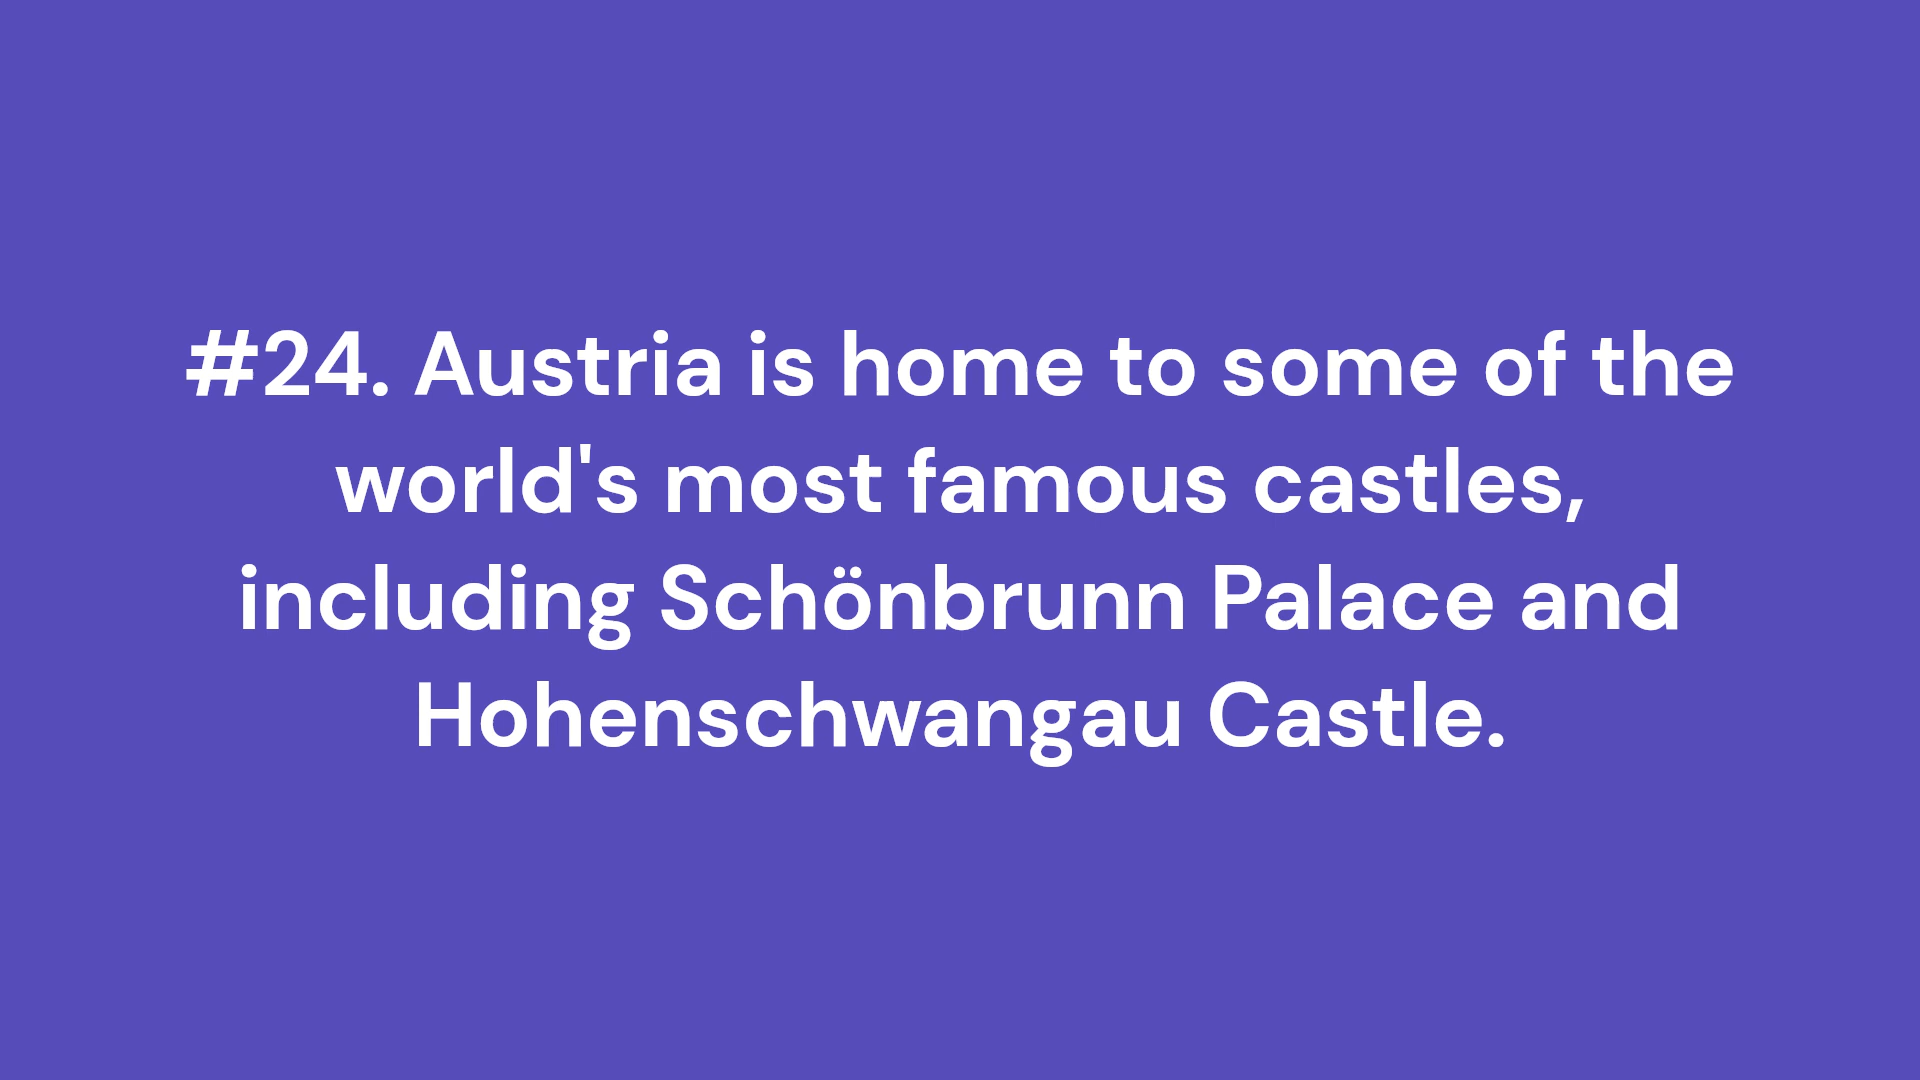 #24. Austria is home to some of the
world's most famous castles,
including Schönbrunn Palace and
Hohenschwangau Castle.